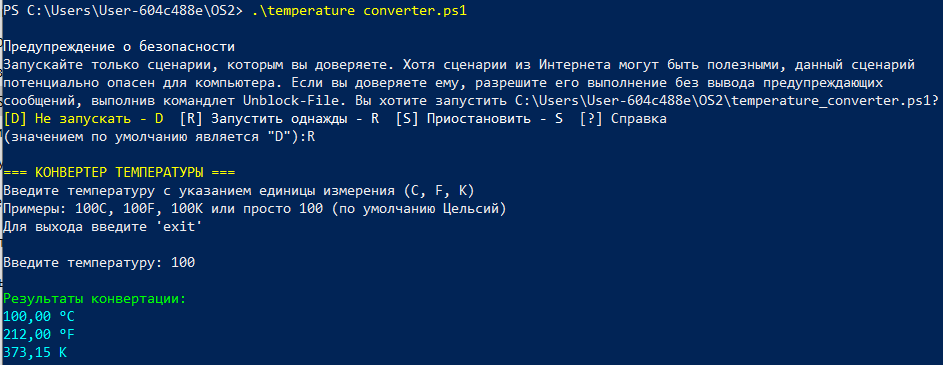 PS C:\Users\User-604c488e\OS2> .\temperature_converter.ps1
Предупреждение о безопасности
Запускайте только сценарии, которым вы доверяете. Хотя сценарии из Интернета могут быть полезными, данный сценарий
потенциально опасен для компьютера. Если вы доверяете ему, разрешите его выполнение без вывода предупреждающих
сообщений, выполнив командлет Unblock-File. Вы хотите запустить C:\Users\User-604c488e\OS2\temperature_converter.ps1?
[D] Не запускать - D  [R] Запустить однажды - R  [S] Приостановить - S  [?] Справка
(значением по умолчанию является "D"):R
=== КОНВЕРТЕР ТЕМПЕРАТУРЫ ===
Введите температуру с указанием единицы измерения (C, F, K)
Примеры: 100C, 100F, 100K или просто 100 (по умолчанию Цельсий)
Для выхода введите 'exit'
Введите температуру: 100
Результаты конвертации:
100,00 °C
212,00 °F
373,15 K